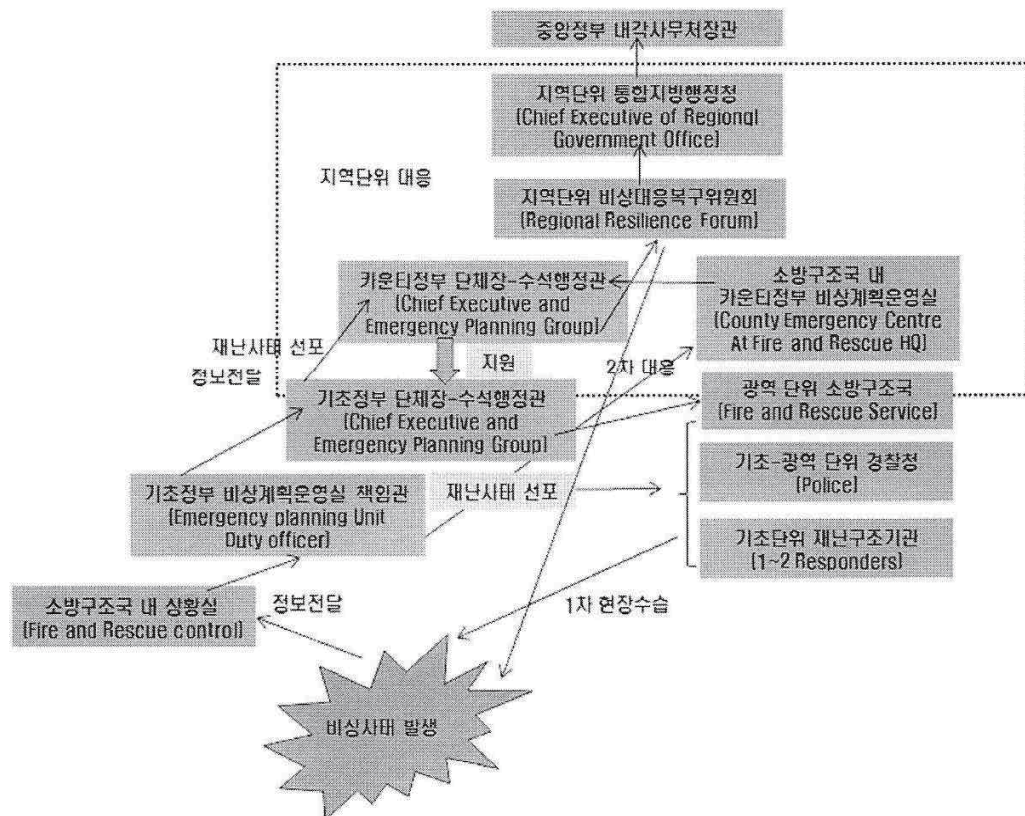 중앙정부 내각사무처장관
지역단위 통합지방행정청
(Chief Executive of Regional
Government Office)
지역단위 대응
지역단위 비상대응복구위원회
(Regional Resilience Forum)
카운티정부 단체장-수석행정관
(Chief Executive and
Emergency Planning Group)
소방구조국 내
카운티정부 비상계획운영실
(County Emergency Centre
At Fire and Rescue HQ)
재난사태 선포
정보전달
지원
2차 대응
기초정부 단체장-수석행정관
(Chief Executive and
Emergency Planning Group)
광역 단위 소방구조국
(Fire and Rescue Service)
기초-광역 단위 경찰청
(Police)
기초정부 비상계획운영실 책임관
(Emergency planning Unit
Duty officer)
재난사태 선포
기초단위 재난구조기관
(1~2 Responders)
소방구조국 내 상황실
(Fire and Rescue control)
정보전달
1차 현장수습
비상사태 발생